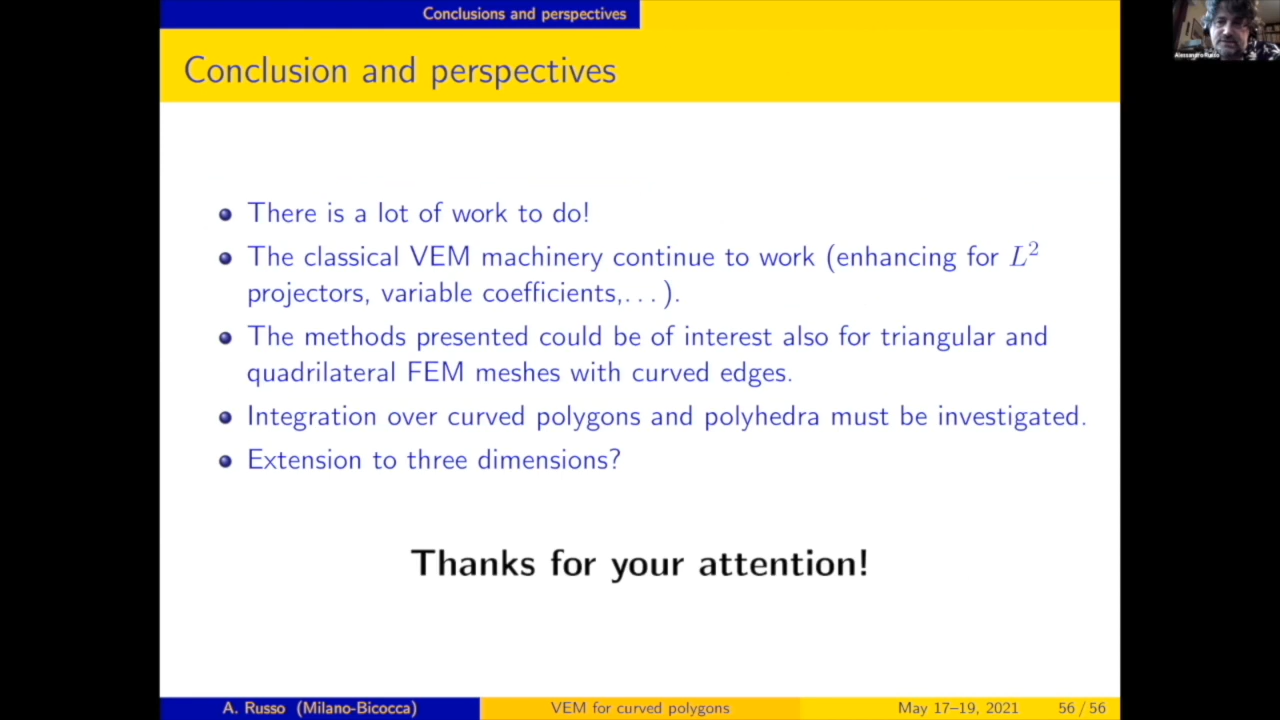 Conclusions and perspectives
Alessandro Russo
Conclusion and perspectives
There is a lot of work to do!
The classical VEM machinery continue to work (enhancing for L²
projectors, variable coefficients,...).
The methods presented could be of interest also for triangular and
quadrilateral FEM meshes with curved edges.
Integration over curved polygons and polyhedra must be investigated.
Extension to three dimensions?
Thanks for your attention!
A. Russo (Milano-Bicocca)
VEM for curved polygons
May 17–19, 2021
56 / 56